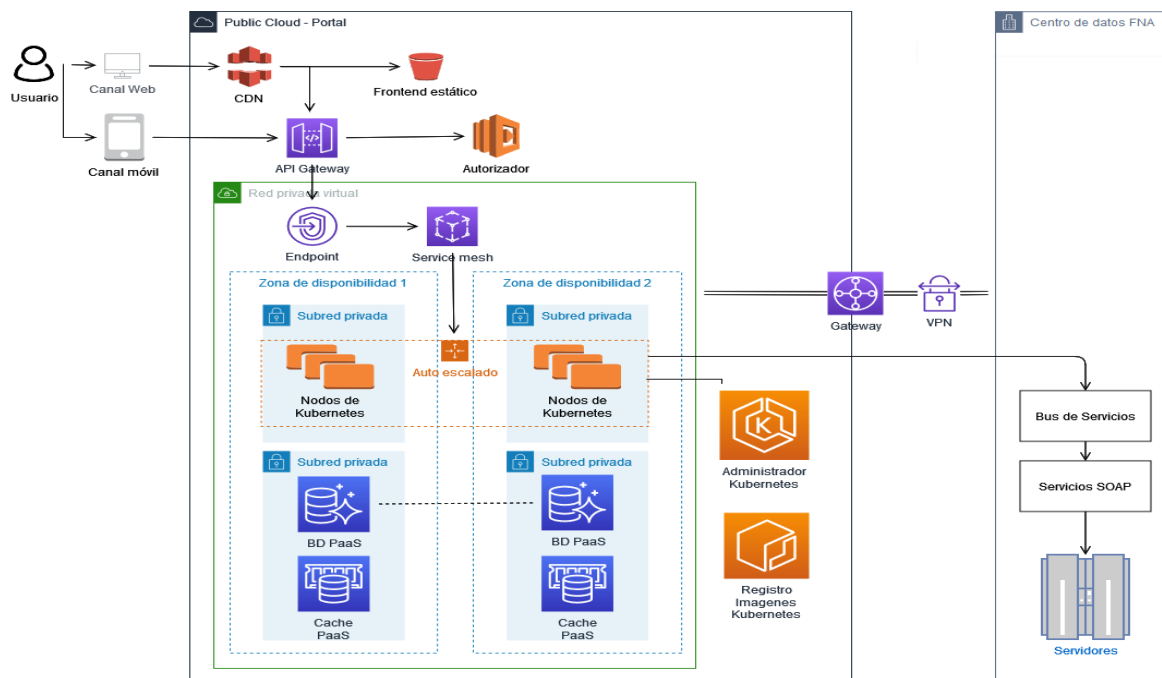 Public Cloud - Portal
Centro de datos FNA
Usuario
Canal Web
CDN
Frontend estático
Canal móvil
API Gateway
Autorizador
Red privada virtual
Endpoint
Service mesh
Zona de disponibilidad 1
Zona de disponibilidad 2
Gateway
VPN
Subred privada
Subred privada
Auto escalado
Nodos de
Kubernetes
Nodos de
Kubernetes
K
Bus de Servicios
Administrador
Kubernetes
Servicios SOAP
Subred privada
Subred privada
BD PaaS
BD PaaS
Registro
Imagenes
Kubernetes
Cache
PaaS
Cache
PaaS
Servidores